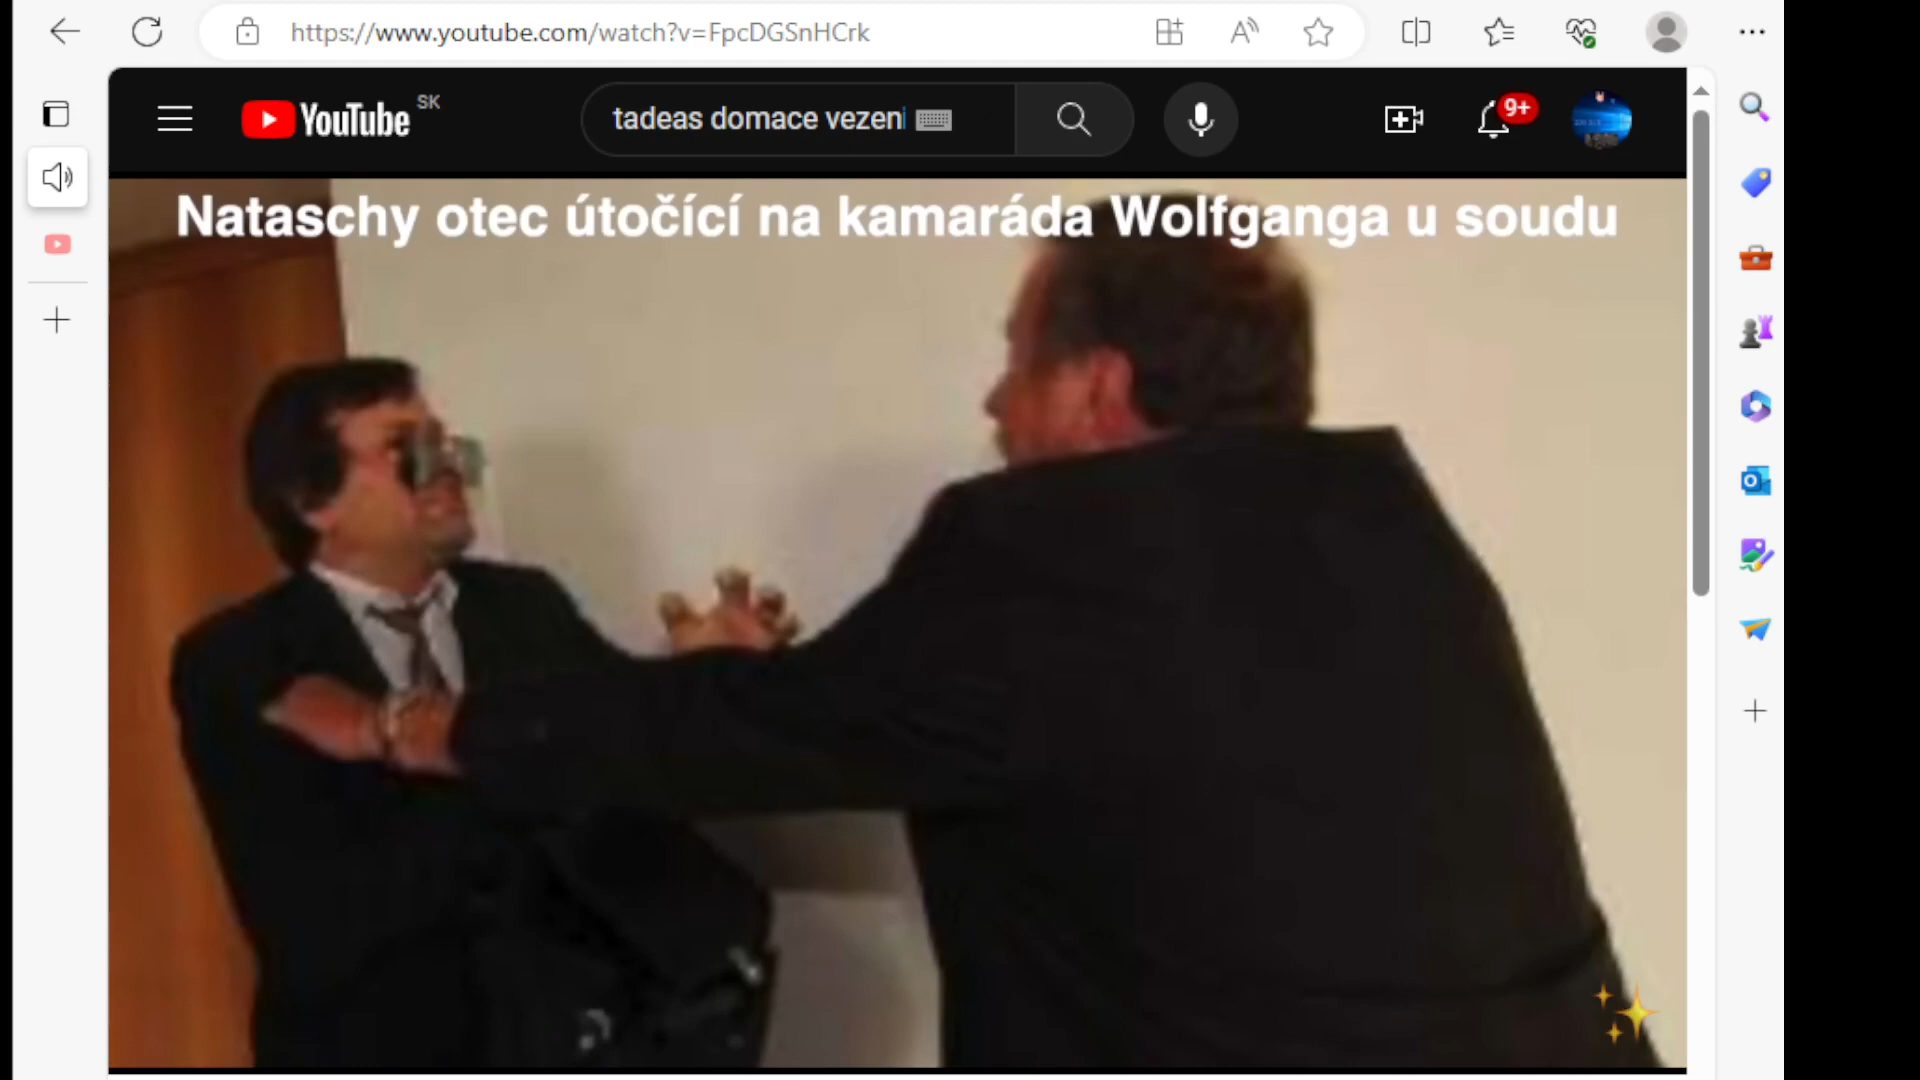 https://www.youtube.com/watch?v=FpcDGSnHCrk
YouTube SK
tadeas domace vezeni
9+
Nataschy otec útočící na kamaráda Wolfganga u soudu